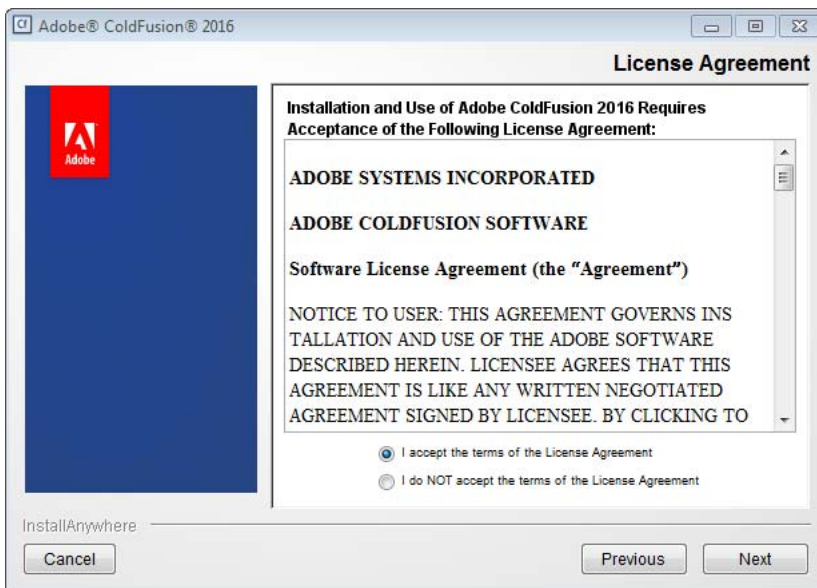 Adobe® ColdFusion® 2016
License Agreement
Adobe
Installation and Use of Adobe ColdFusion 2016 Requires
Acceptance of the Following License Agreement:
ADOBE SYSTEMS INCORPORATED
ADOBE COLDFUSION SOFTWARE
Software License Agreement (the “Agreement”)
NOTICE TO USER: THIS AGREEMENT GOVERNS INS
TALLATION AND USE OF THE ADOBE SOFTWARE
DESCRIBED HEREIN. LICENSEE AGREES THAT THIS
AGREEMENT IS LIKE ANY WRITTEN NEGOTIATED
AGREEMENT SIGNED BY LICENSEE. BY CLICKING TO
I accept the terms of the License Agreement
I do NOT accept the terms of the License Agreement
InstallAnywhere
Cancel
Previous
Next